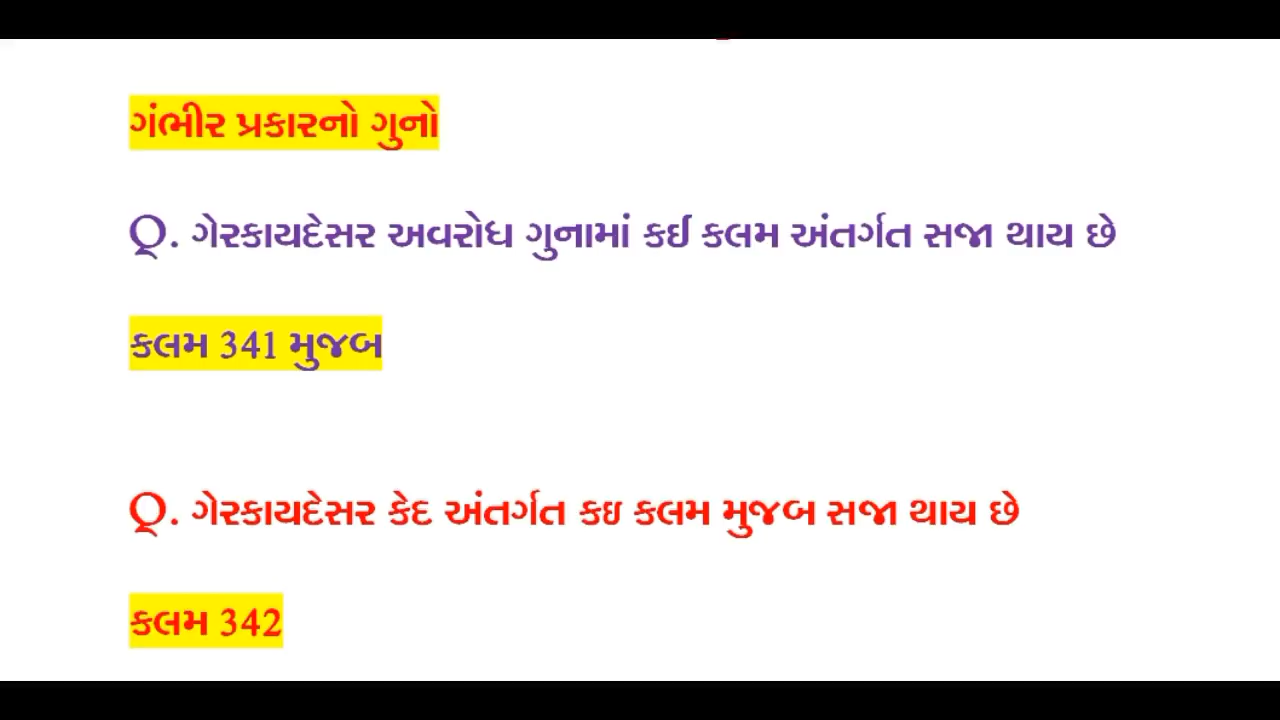 ગંભીર પ્રકારનો ગુનો
Q. ગેરકાયદેસર અવરોધ ગુનામાં કઈ કલમ અંતર્ગત સજા થાય છે
કલમ 341 મુજબ
Q. ગેરકાયદેસર કેદ અંતર્ગત કઇ કલમ મુજબ સજા થાય છે
કલમ 342